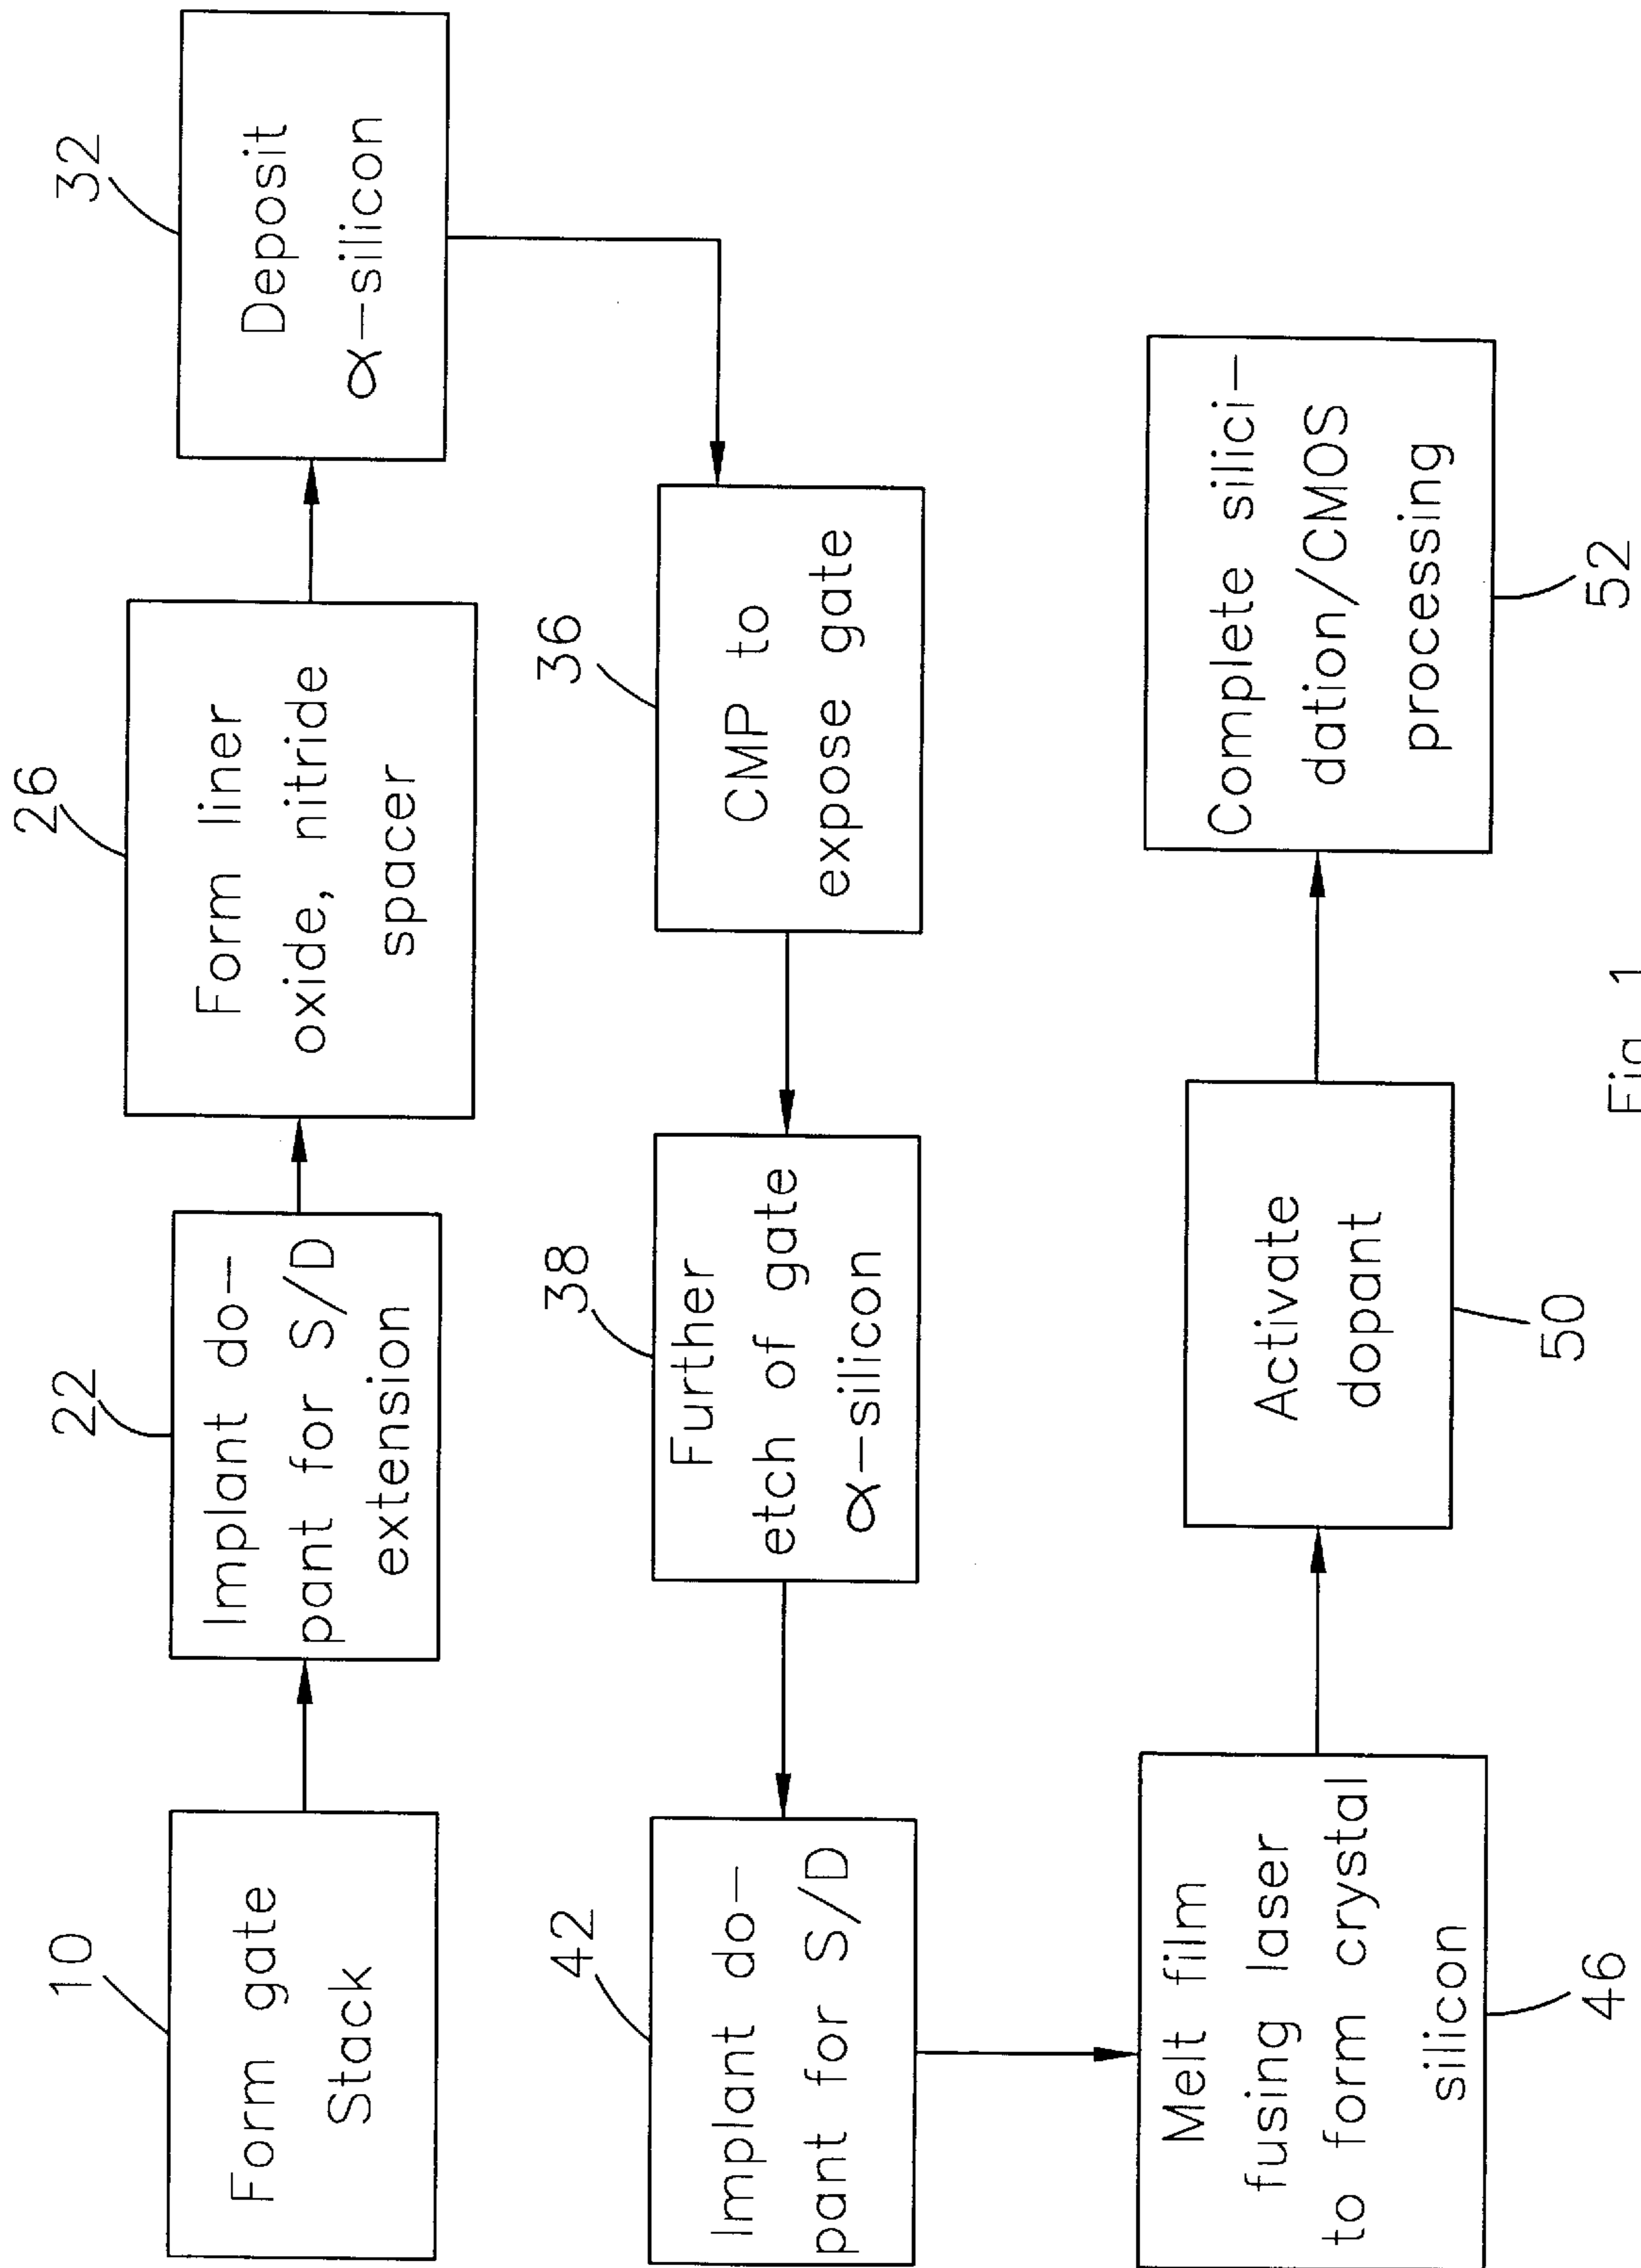 10
Form gate
Stack
22
Implant do-
pant for S/D
extension
26
Form liner
oxide, nitride
spacer
32
Deposit
α-silicon
36
CMP to
expose gate
38
Further
etch of gate
α-silicon
42
Implant do-
pant for S/D
Melt film
fusing laser
to form crystal
silicon
46
Activate
dopant
50
Complete silici-
dation/CMOS
processing
52
Fig. 1